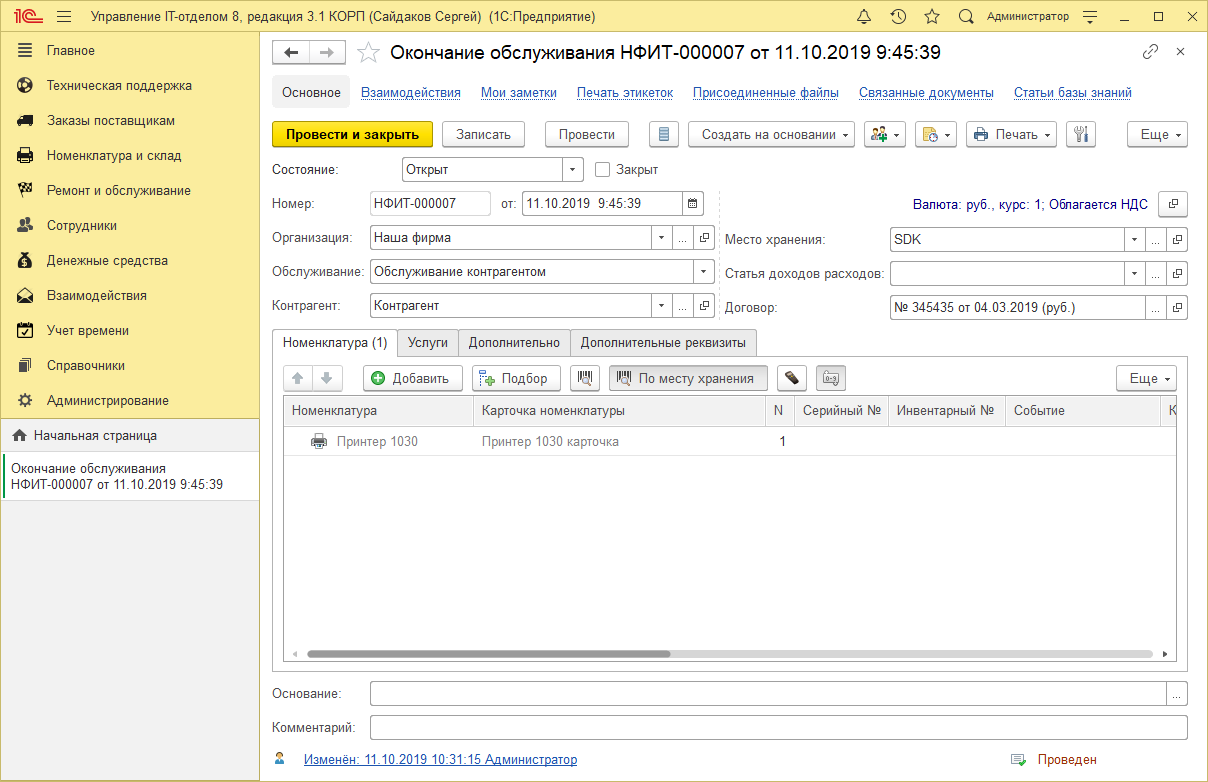 1С Управление IT-отделом 8, редакция 3.1 КОРП (Сайдаков Сергей) (1С:Предприятие) Администратор
Главное
Техническая поддержка
Заказы поставщикам
Номенклатура и склад
Ремонт и обслуживание
Сотрудники
Денежные средства
Взаимодействия
Учет времени
Справочники
Администрирование
Начальная страница
Окончание обслуживания
НФИТ-000007 от 11.10.2019 9:45:39
Окончание обслуживания НФИТ-000007 от 11.10.2019 9:45:39
Основное Взаимодействия Мои заметки Печать этикеток Присоединенные файлы Связанные документы Статьи базы знаний
Провести и закрыть Записать Провести Создать на основании Печать Еще
Состояние: Открыт Закрыт
Номер: НФИТ-000007 от: 11.10.2019 9:45:39 Валюта: руб., курс: 1; Облагается НДС
Организация: Наша фирма ... Место хранения: SDK ...
Обслуживание: Обслуживание контрагентом Статья доходов расходов: ...
Контрагент: Контрагент ... Договор: № 345435 от 04.03.2019 (руб.) ...
Номенклатура (1) Услуги Дополнительно Дополнительные реквизиты
Добавить Подбор По месту хранения Еще
Номенклатура Карточка номенклатуры N Серийный № Инвентарный № Событие К
Принтер 1030 Принтер 1030 карточка 1
Основание: ...
Комментарий:
Изменён: 11.10.2019 10:31:15 Администратор Проведен